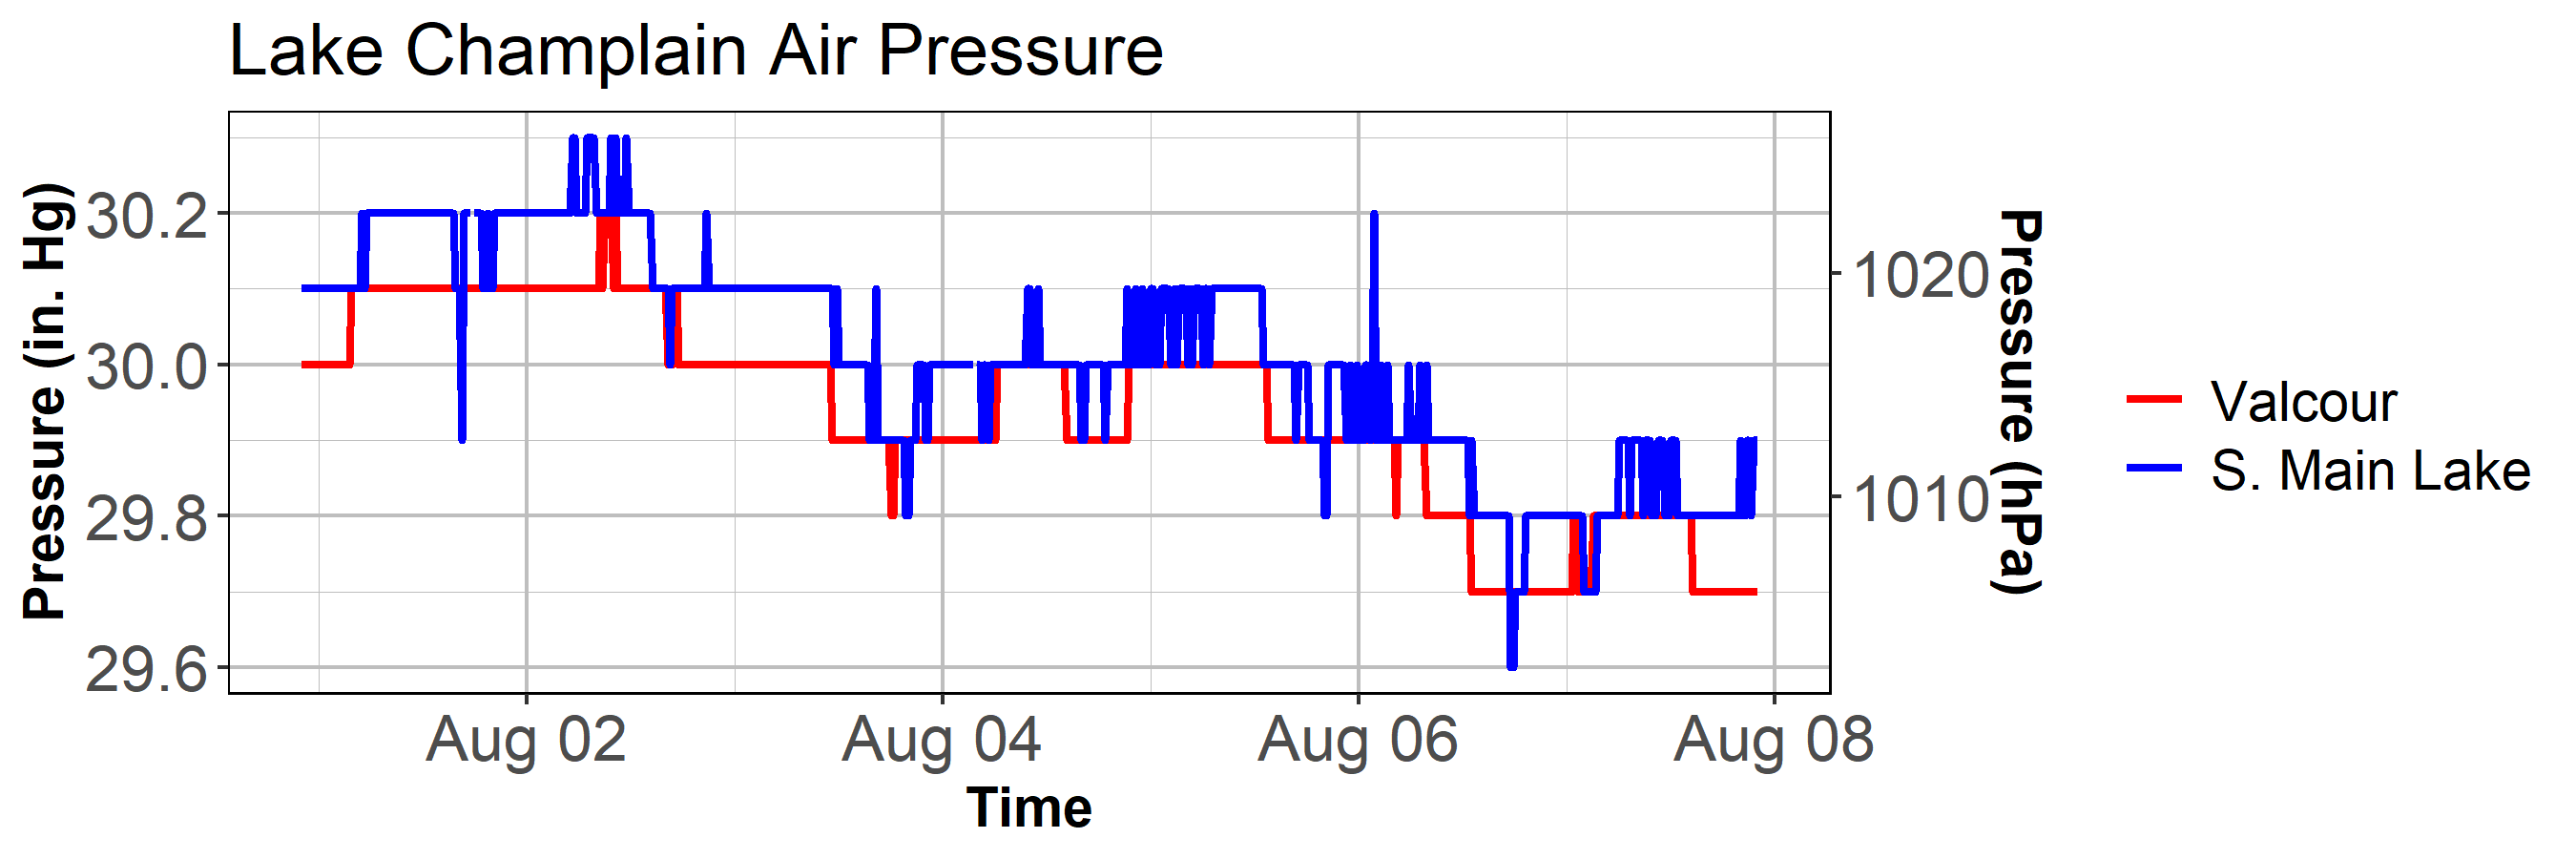 Lake Champlain Air Pressure
Pressure (in. Hg)
30.2
30.0
29.8
29.6
Aug 02
Aug 04
Aug 06
Aug 08
Time
1020
1010
Pressure (hPa)
Valcour
S. Main Lake